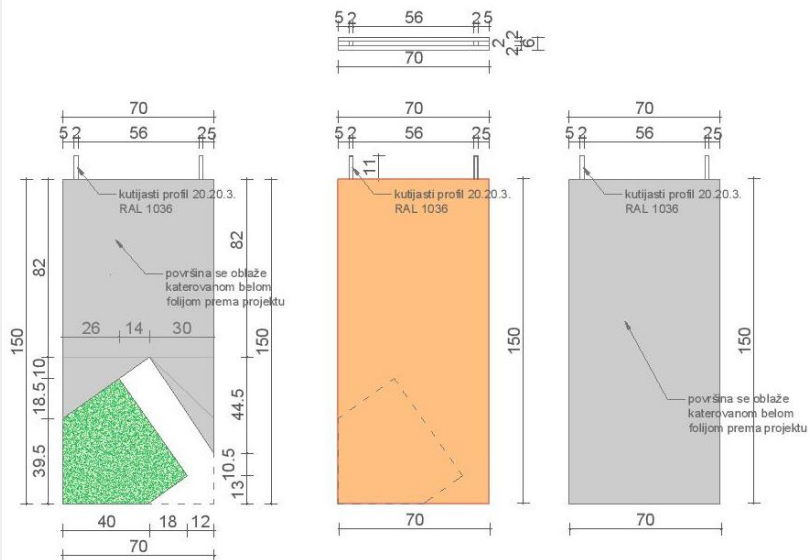 5 2 56 2 5
2 2 2 6
70
70
5 2 56 2 5
kutijasti profil 20.20.3.
RAL 1036
82
82
površina se oblaže
katerovanom belom
folijom prema projektu
26 14 30
150
150
10
18.5
39.5
44.5
10.5
13
40 18 12
70
70
5 2 56 2 5
11
kutijasti profil 20.20.3.
RAL 1036
150
70
70
5 2 56 2 5
kutijasti profil 20.20.3.
RAL 1036
150
površina se oblaže
katerovanom belom
folijom prema projektu
70